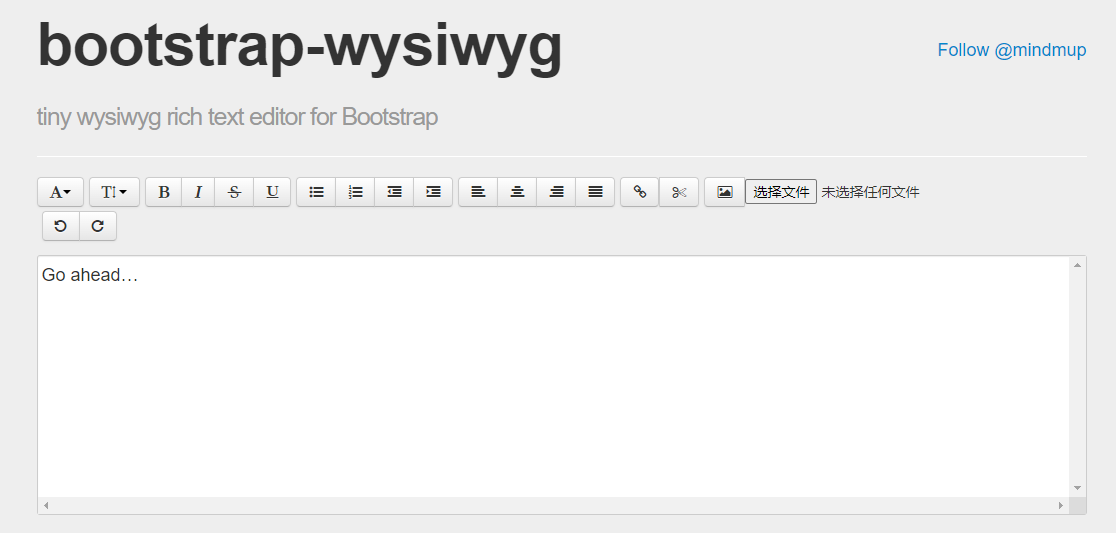 bootstrap-wysiwyg
Follow @mindmup
tiny wysiwyg rich text editor for Bootstrap
A T B I S U 选择文件 未选择任何文件
Go ahead…